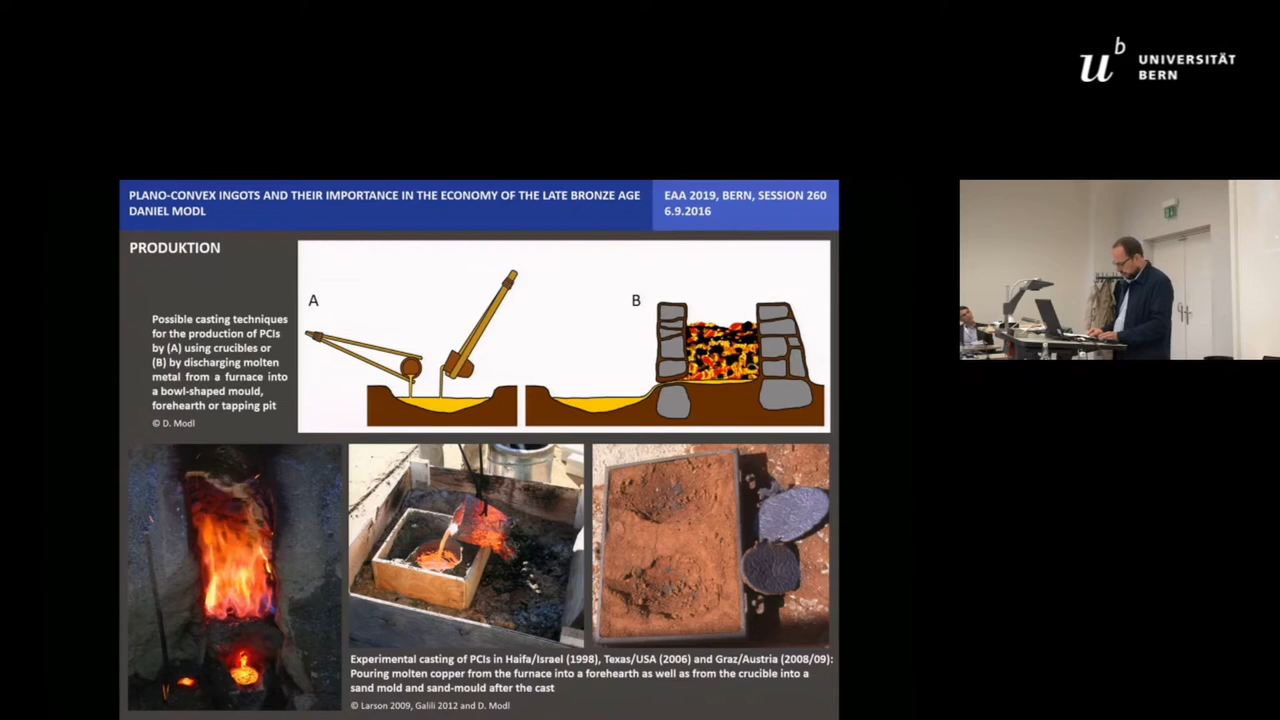 u^b
UNIVERSITÄT
BERN
PLANO-CONVEX INGOTS AND THEIR IMPORTANCE IN THE ECONOMY OF THE LATE BRONZE AGE
DANIEL MODL
EAA 2019, BERN, SESSION 260
6.9.2016
PRODUKTION
A
B
Possible casting techniques
for the production of PCIs
by (A) using crucibles or
(B) by discharging molten
metal from a furnace into
a bowl-shaped mould,
forehearth or tapping pit
© D. Modl
Experimental casting of PCIs in Haifa/Israel (1998), Texas/USA (2006) and Graz/Austria (2008/09):
Pouring molten copper from the furnace into a forehearth as well as from the crucible into a
sand mold and sand-mould after the cast
© Larson 2009, Galili 2012 and D. Modl